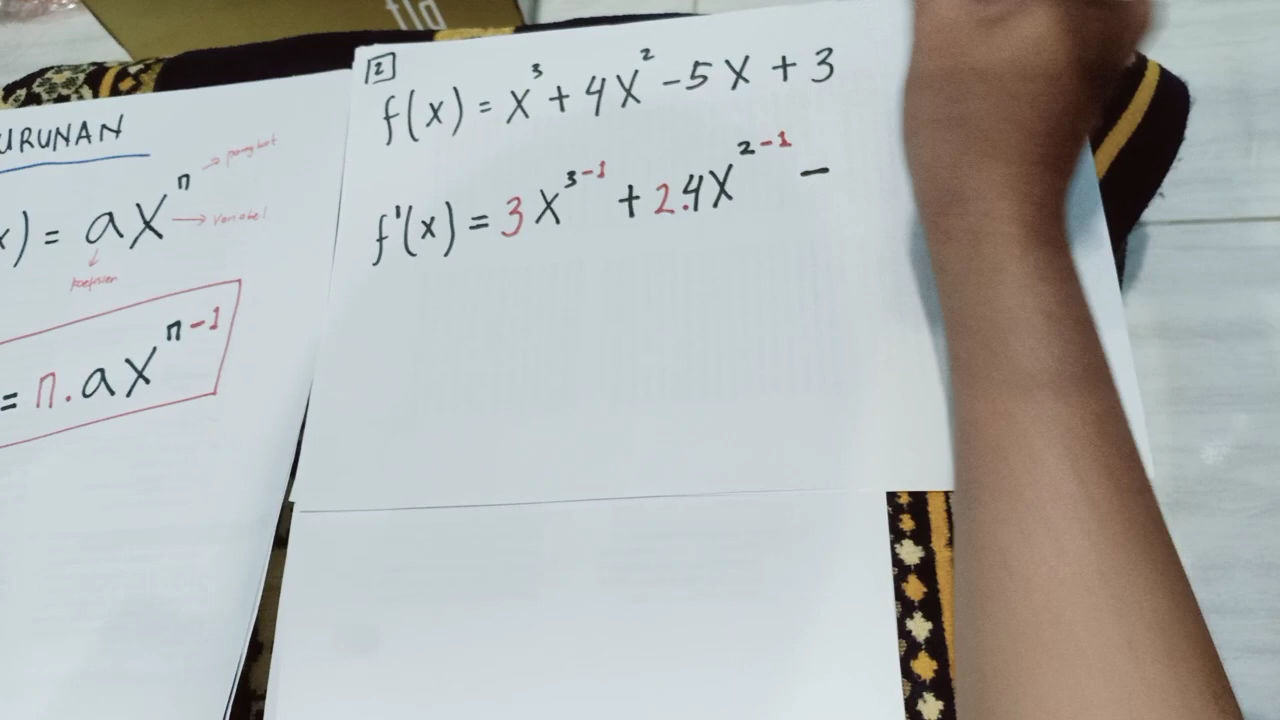 flo
URUNAN
x) = ax^n
→ pangkat
→ Variabel
koefisien
= n.ax^{n-1}
2
f(x) = x^3 + 4x^2 - 5x + 3
f'(x) = 3x^{3-1} + 2.4x^{2-1} -